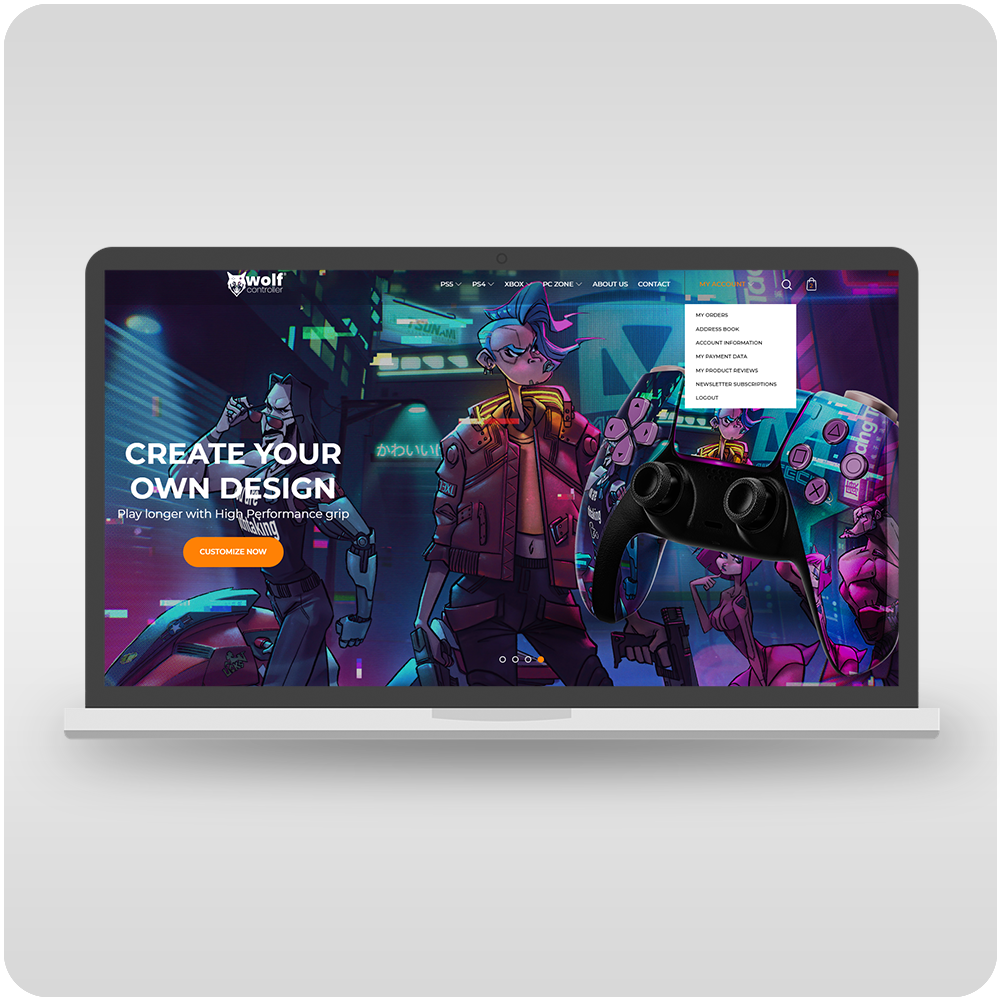 wolf
controller
PS5
PS4
XBOX
PC ZONE
ABOUT US
CONTACT
MY ACCOUNT
MY ORDERS
ADDRESS BOOK
ACCOUNT INFORMATION
MY PAYMENT DATA
MY PRODUCT REVIEWS
NEWSLETTER SUBSCRIPTIONS
LOGOUT
CREATE YOUR
OWN DESIGN
Play longer with High Performance grip
CUSTOMIZE NOW
かわいい